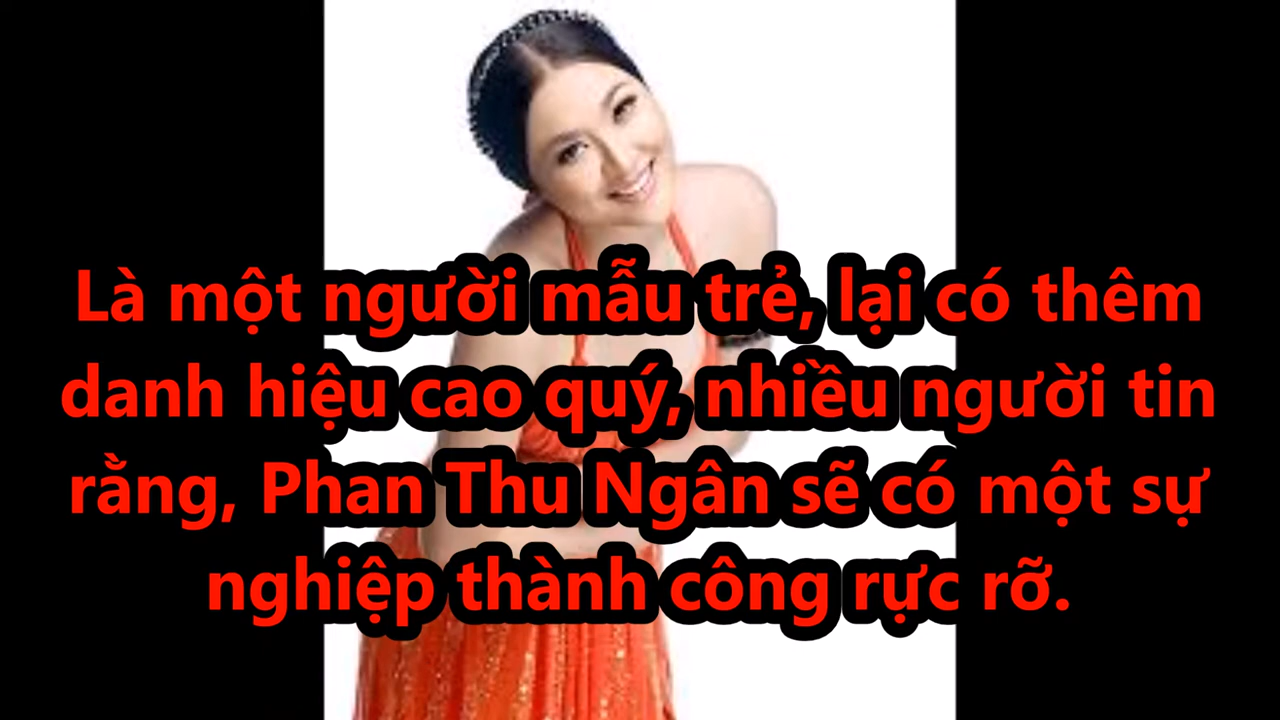 Là một người mẫu trẻ, lại có thêm
danh hiệu cao quý, nhiều người tin
rằng, Phan Thu Ngân sẽ có một sự
nghiệp thành công rực rỡ.